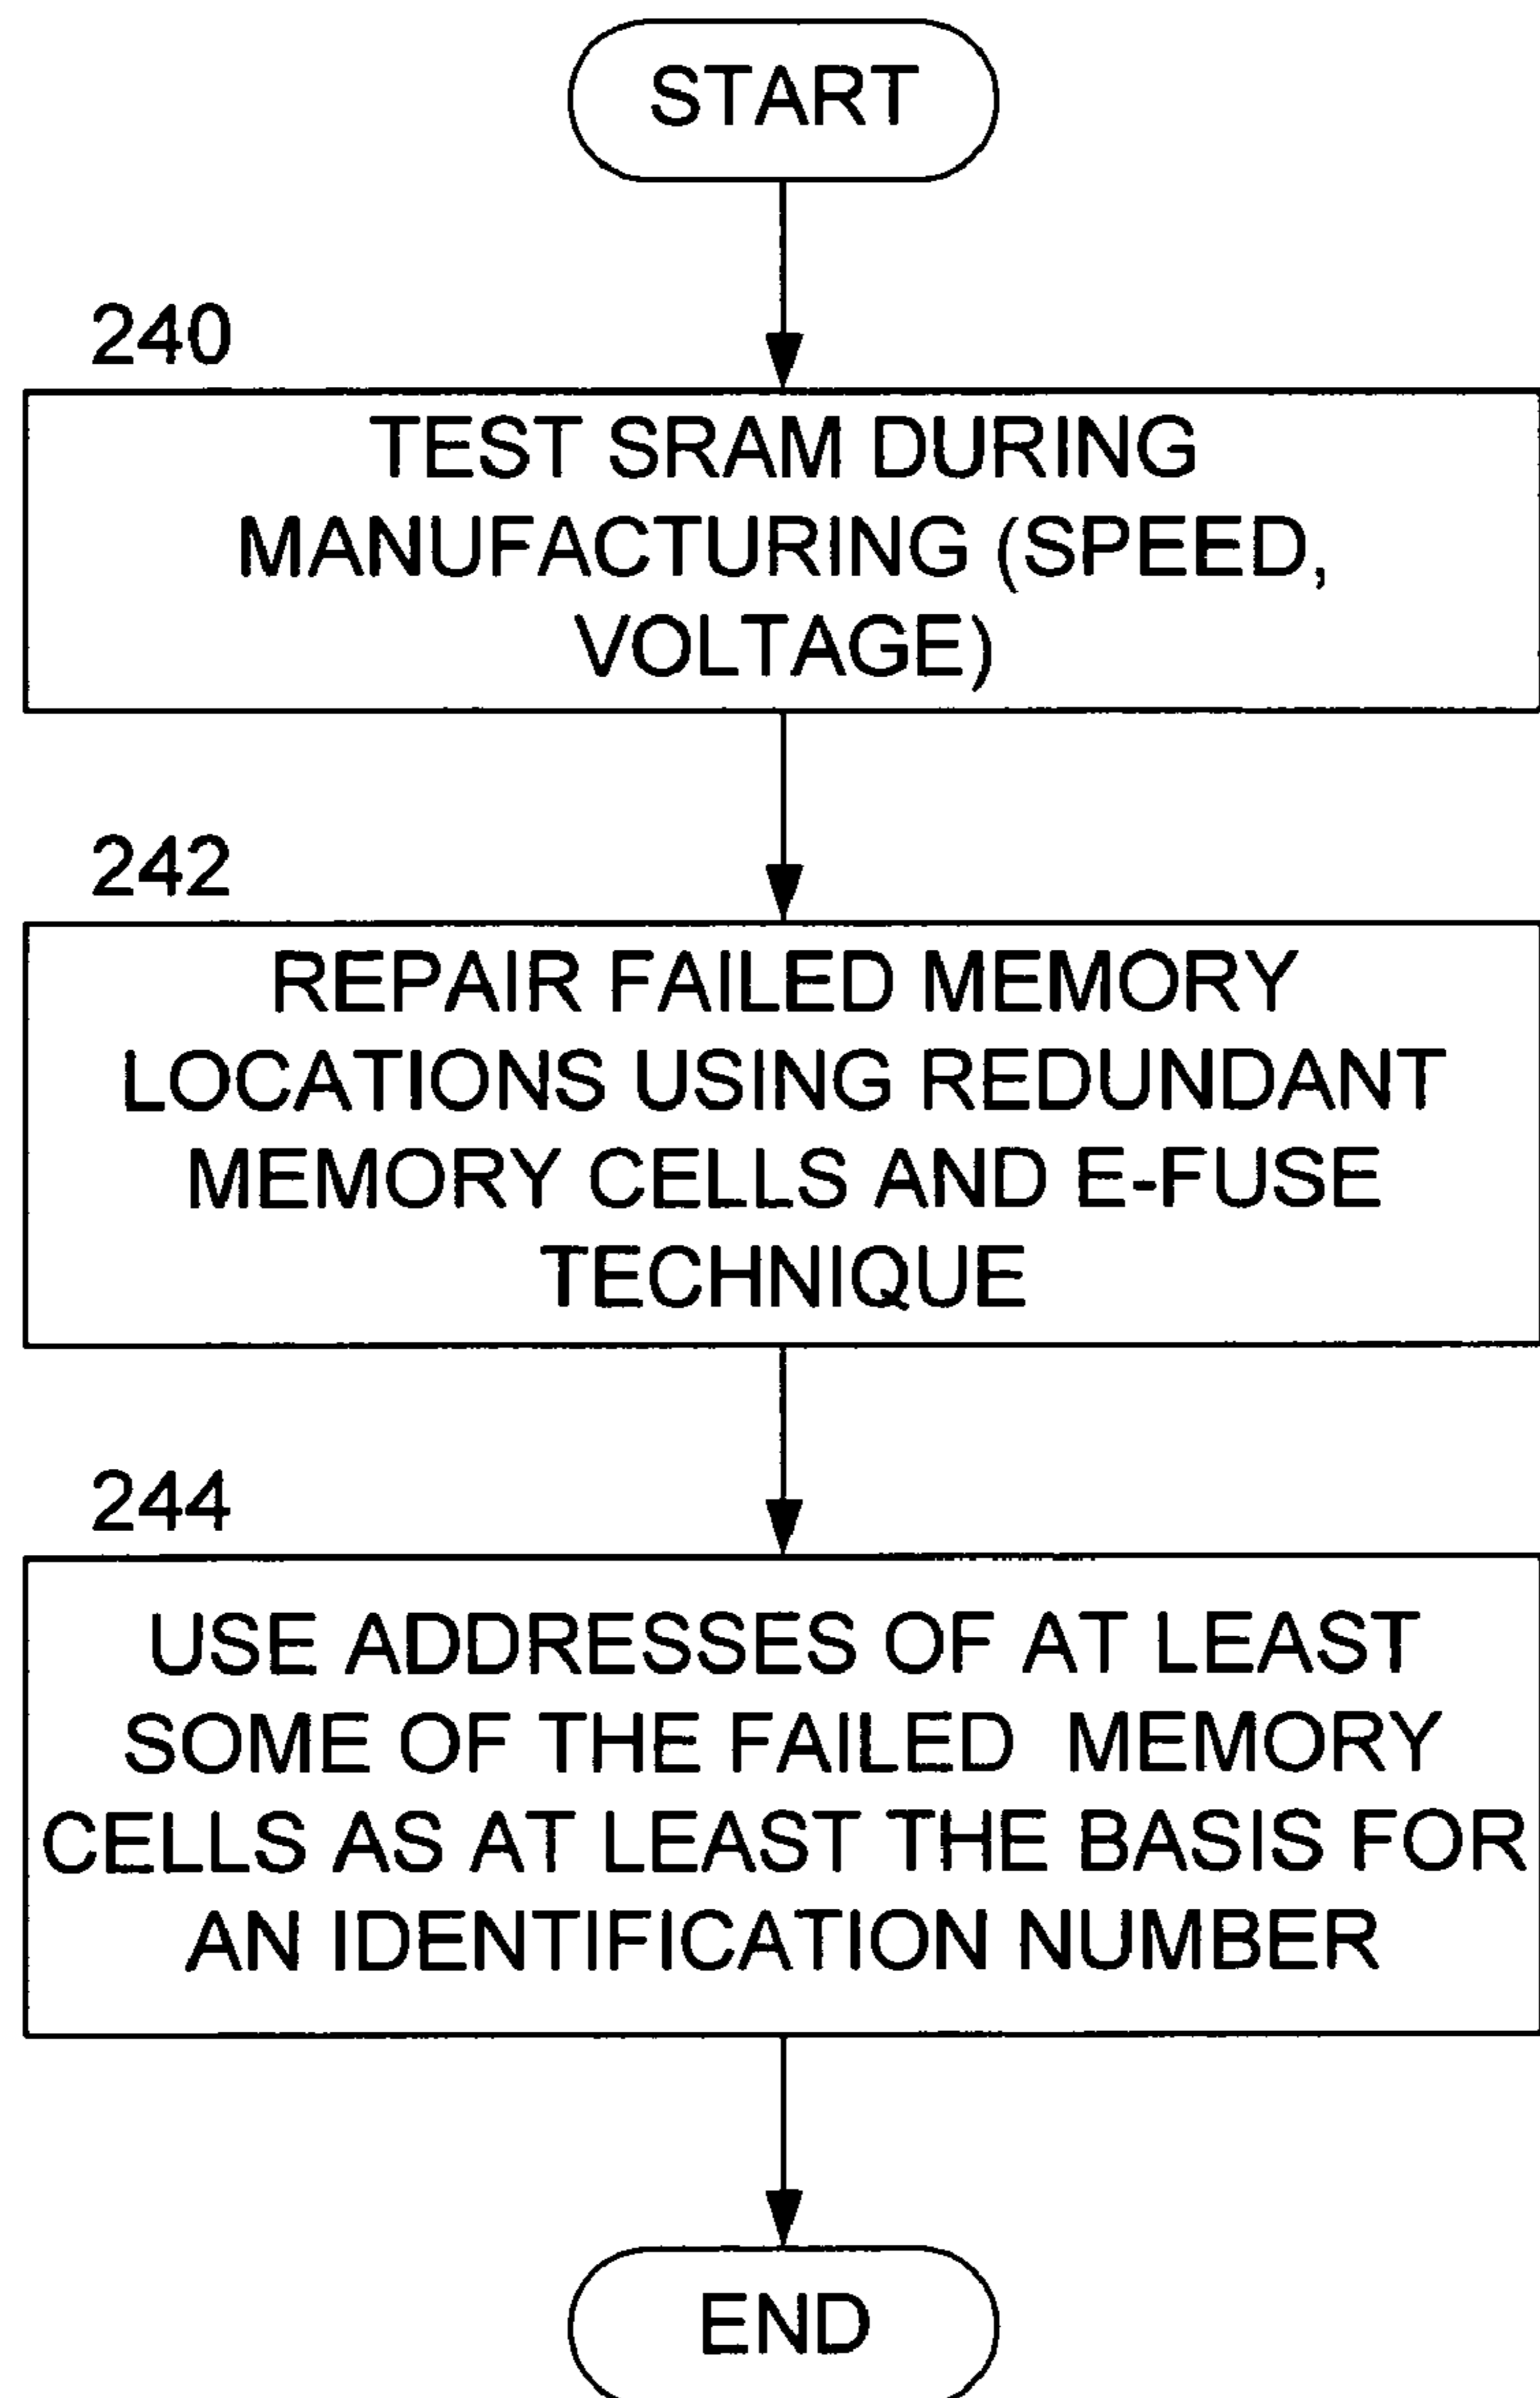 START
240
TEST SRAM DURING
MANUFACTURING (SPEED,
VOLTAGE)
242
REPAIR FAILED MEMORY
LOCATIONS USING REDUNDANT
MEMORY CELLS AND E-FUSE
TECHNIQUE
244
USE ADDRESSES OF AT LEAST
SOME OF THE FAILED MEMORY
CELLS AS AT LEAST THE BASIS FOR
AN IDENTIFICATION NUMBER
END